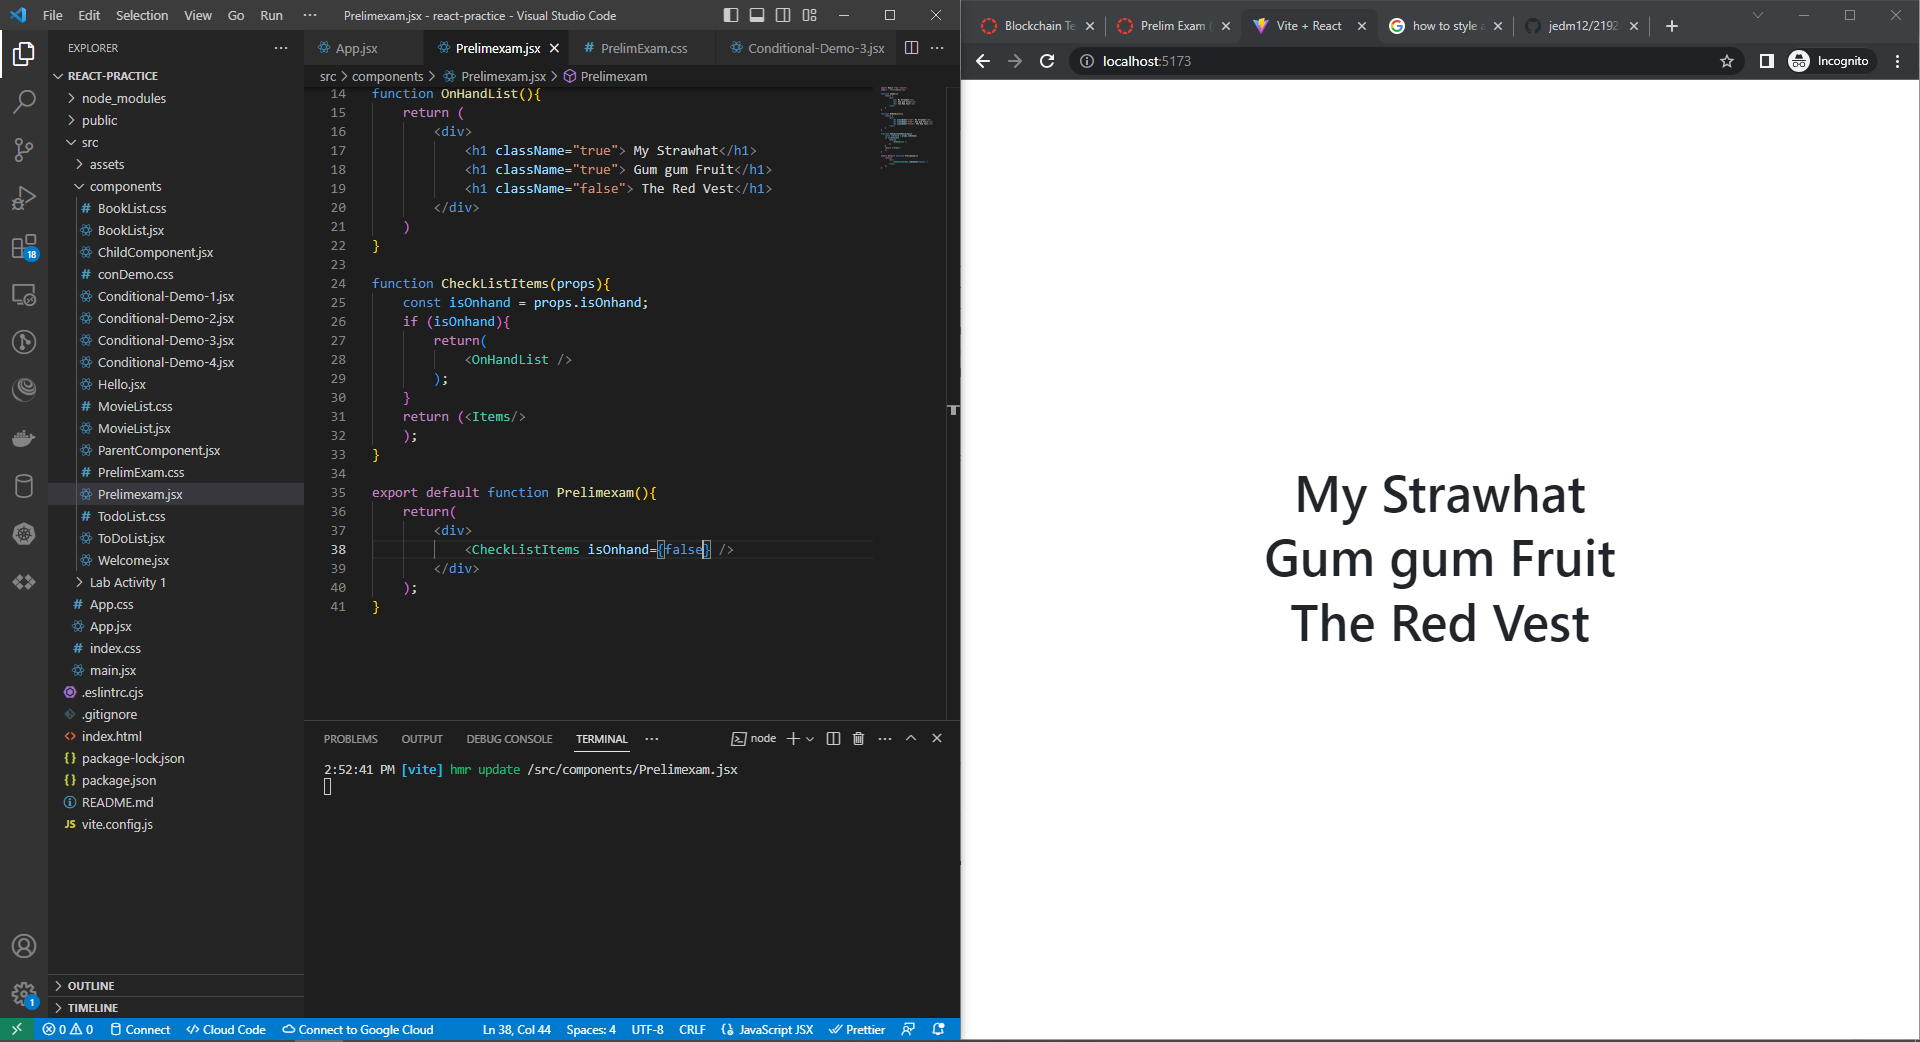 File Edit Selection View Go Run ··· Prelimexam.jsx - react-practice - Visual Studio Code
EXPLORER ···
REACT-PRACTICE
node_modules
public
src
assets
components
# BookList.css
BookList.jsx
ChildComponent.jsx
# conDemo.css
Conditional-Demo-1.jsx
Conditional-Demo-2.jsx
Conditional-Demo-3.jsx
Conditional-Demo-4.jsx
Hello.jsx
# MovieList.css
MovieList.jsx
ParentComponent.jsx
# PrelimExam.css
Prelimexam.jsx
# TodoList.css
ToDoList.jsx
Welcome.jsx
Lab Activity 1
# App.css
App.jsx
# index.css
main.jsx
.eslintrc.cjs
.gitignore
<> index.html
{} package-lock.json
{} package.json
README.md
JS vite.config.js
OUTLINE
TIMELINE
18
1
App.jsx Prelimexam.jsx # PrelimExam.css Conditional-Demo-3.jsx ···
src > components > Prelimexam.jsx > Prelimexam
14 function OnHandList(){
15 return (
16 <div>
17 <h1 className="true"> My Strawhat</h1>
18 <h1 className="true"> Gum gum Fruit</h1>
19 <h1 className="false"> The Red Vest</h1>
20 </div>
21 )
22 }
23
24 function CheckListItems(props){
25 const isOnhand = props.isOnhand;
26 if (isOnhand){
27 return(
28 <OnHandList />
29 );
30 }
31 return (<Items/>
32 );
33 }
34
35 export default function Prelimexam(){
36 return(
37 <div>
38 <CheckListItems isOnhand={false} />
39 </div>
40 );
41 }
PROBLEMS OUTPUT DEBUG CONSOLE TERMINAL ··· node
2:52:41 PM [vite] hmr update /src/components/Prelimexam.jsx
0 0 Connect Cloud Code Connect to Google Cloud Ln 38, Col 44 Spaces: 4 UTF-8 CRLF JavaScript JSX Prettier
Blockchain Te Prelim Exam ( Vite + React how to style a jedm12/2192
localhost:5173 Incognito
My Strawhat
Gum gum Fruit
The Red Vest